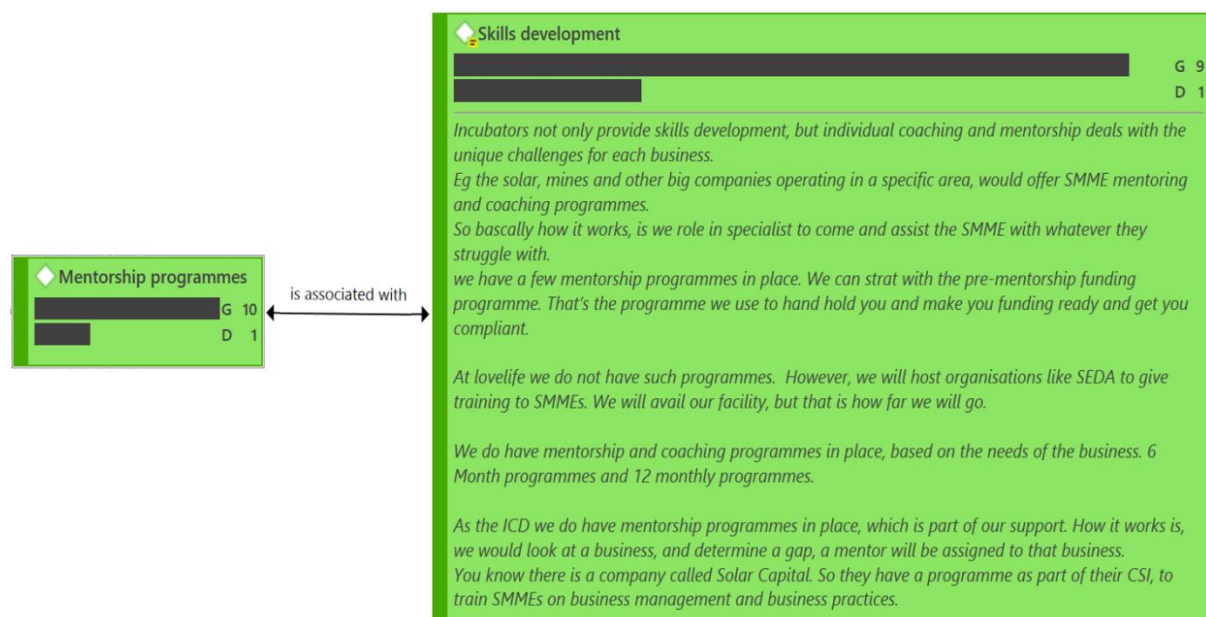 Skills development
G 9
D 1
Incubators not only provide skills development, but individual coaching and mentorship deals with the
unique challenges for each business.
Eg the solar, mines and other big companies operating in a specific area, would offer SMME mentoring
and coaching programmes.
So bascally how it works, is we role in specialist to come and assist the SMME with whatever they
struggle with.
we have a few mentorship programmes in place. We can strat with the pre-mentorship funding
programme. That's the programme we use to hand hold you and make you funding ready and get you
compliant.
At lovelife we do not have such programmes. However, we will host organisations like SEDA to give
training to SMMEs. We will avail our facility, but that is how far we will go.
We do have mentorship and coaching programmes in place, based on the needs of the business. 6
Month programmes and 12 monthly programmes.
As the ICD we do have mentorship programmes in place, which is part of our support. How it works is,
we would look at a business, and determine a gap, a mentor will be assigned to that business.
You know there is a company called Solar Capital. So they have a programme as part of their CSI, to
train SMMEs on business management and business practices.
Mentorship programmes
G 10
D 1
is associated with